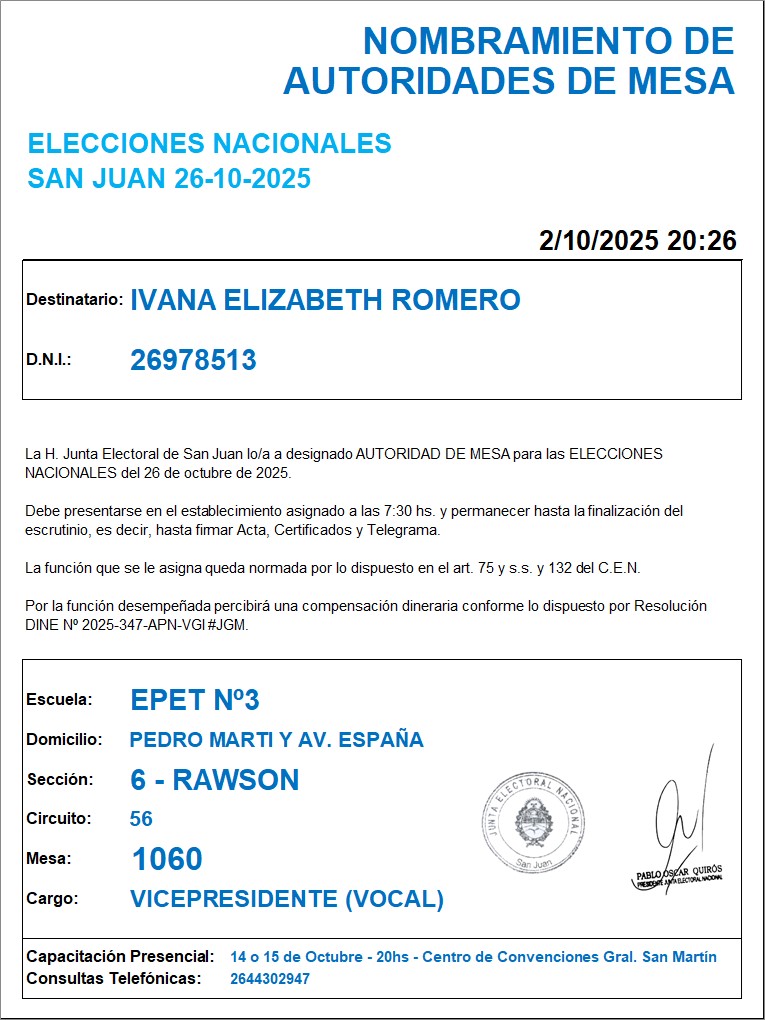 NOMBRAMIENTO DE
AUTORIDADES DE MESA
ELECCIONES NACIONALES
SAN JUAN 26-10-2025
2/10/2025 20:26
Destinatario: IVANA ELIZABETH ROMERO
D.N.I.: 26978513
La H. Junta Electoral de San Juan lo/a a designado AUTORIDAD DE MESA para las ELECCIONES
NACIONALES del 26 de octubre de 2025.
Debe presentarse en el establecimiento asignado a las 7:30 hs. y permanecer hasta la finalización del
escrutinio, es decir, hasta firmar Acta, Certificados y Telegrama.
La función que se le asigna queda normada por lo dispuesto en el art. 75 y s.s. y 132 del C.E.N.
Por la función desempeñada percibirá una compensación dineraria conforme lo dispuesto por Resolución
DINE Nº 2025-347-APN-VGI#JGM.
Escuela: EPET Nº3
Domicilio: PEDRO MARTI Y AV. ESPAÑA
Sección: 6 - RAWSON
Circuito: 56
Mesa: 1060
Cargo: VICEPRESIDENTE (VOCAL)
JUNTA ELECTORAL NACIONAL
San Juan
PABLO OSCAR QUIRÓS
PRESIDENTE JUNTA ELECTORAL NACIONAL
Capacitación Presencial: 14 o 15 de Octubre - 20hs - Centro de Convenciones Gral. San Martín
Consultas Telefónicas: 2644302947